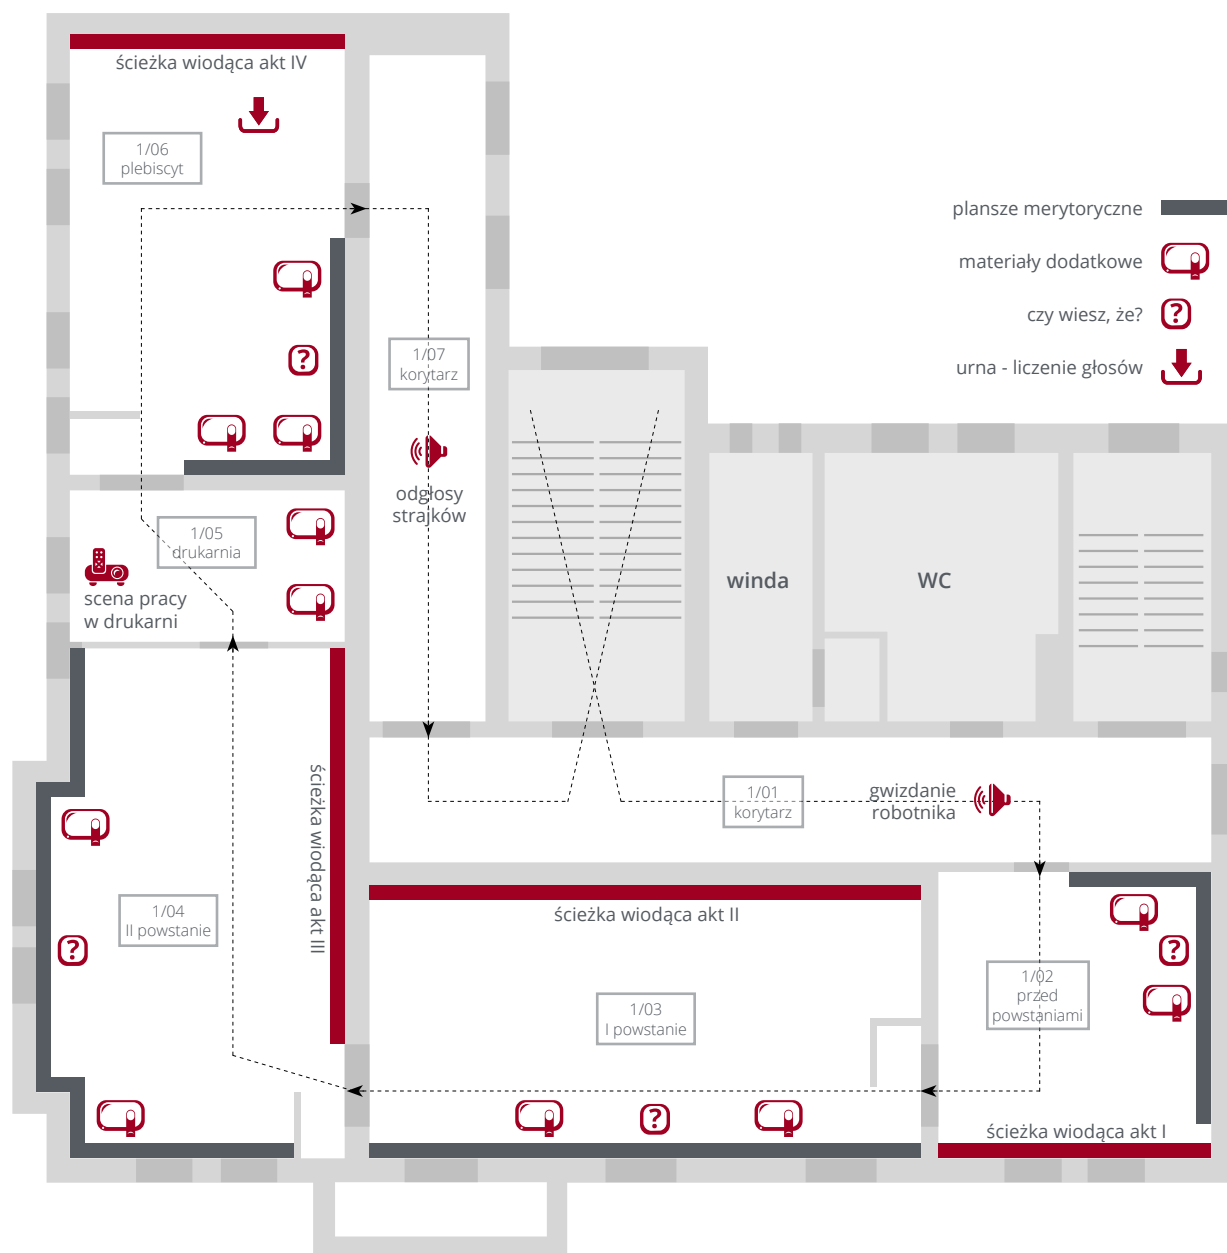 ścieżka wiodąca akt IV
1/06
plebiscyt
plansze merytoryczne
materiały dodatkowe
czy wiesz, że?
urna - liczenie głosów
1/07
korytarz
odgłosy
strajków
1/05
drukarnia
scena pracy
w drukarni
winda
WC
ścieżka wiodąca akt III
1/01
korytarz
gwizdanie
robotnika
1/04
II powstanie
ścieżka wiodąca akt II
1/03
I powstanie
1/02
przed
powstaniami
ścieżka wiodąca akt I